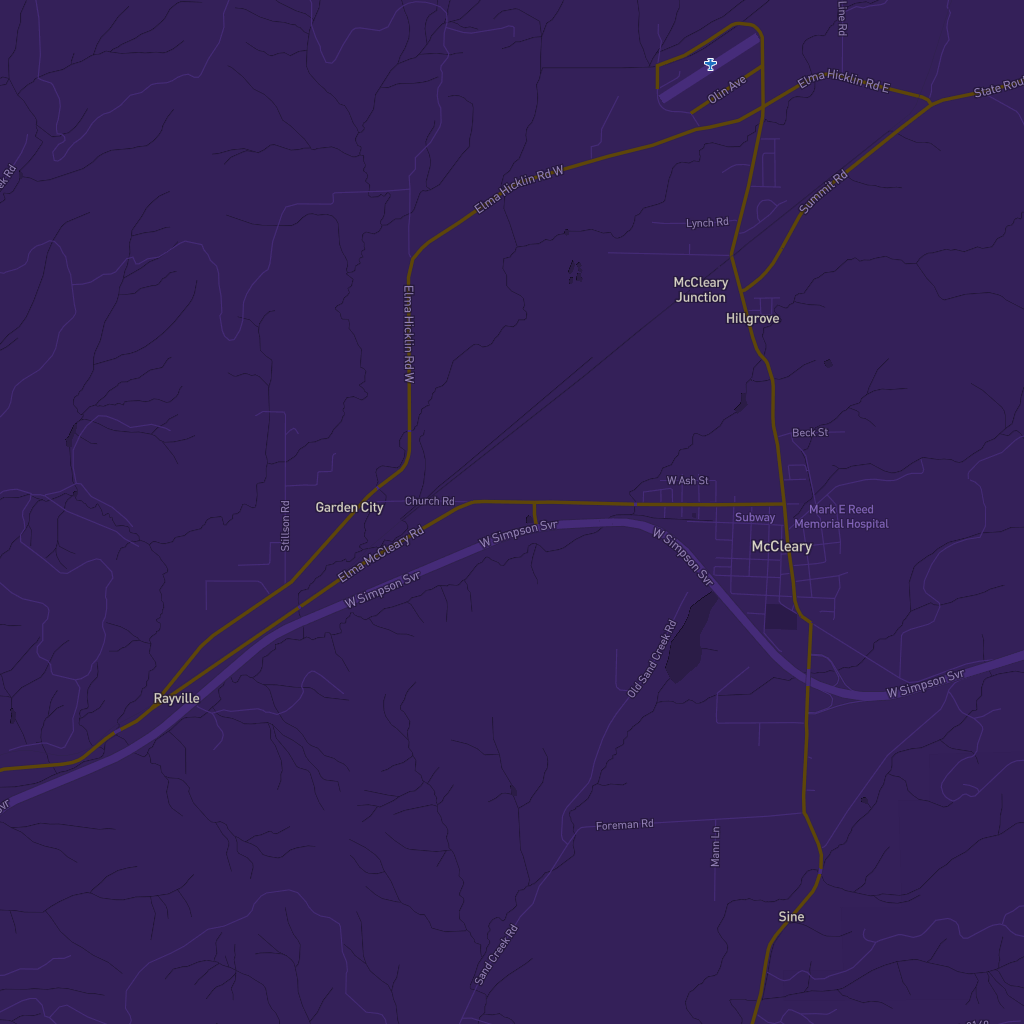 Line Rd
Olin Ave
Elma Hicklin Rd E
State Rou
ek Rd
Elma Hicklin Rd W
Summit Rd
Lynch Rd
McCleary
Junction
Hillgrove
Elma Hicklin Rd W
Beck St
W Ash St
Church Rd
Garden City
Stillson Rd
Mark E Reed
Memorial Hospital
Subway
W Simpson Svr
McCleary
Elma McCleary Rd
W Simpson Svr
W Simpson Svr
Old Sand Creek Rd
W Simpson Svr
Rayville
Svr
Foreman Rd
Mann Ln
Sine
Sand Creek Rd